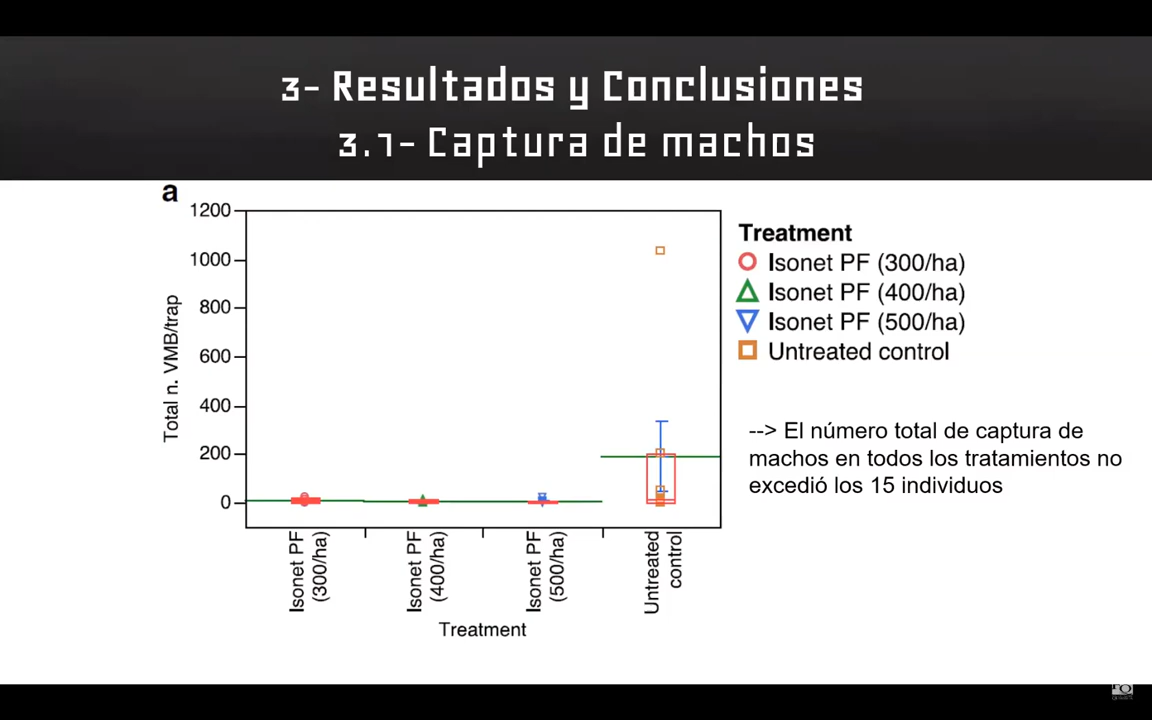 3- Resultados y Conclusiones
3.1- Captura de machos
a
1200
1000
800
600
400
200
0
Total n. VMB/trap
Isonet PF
(300/ha)
Isonet PF
(400/ha)
Isonet PF
(500/ha)
Untreated
control
Treatment
Treatment
Isonet PF (300/ha)
Isonet PF (400/ha)
Isonet PF (500/ha)
Untreated control
--> El número total de captura de
machos en todos los tratamientos no
excedió los 15 individuos